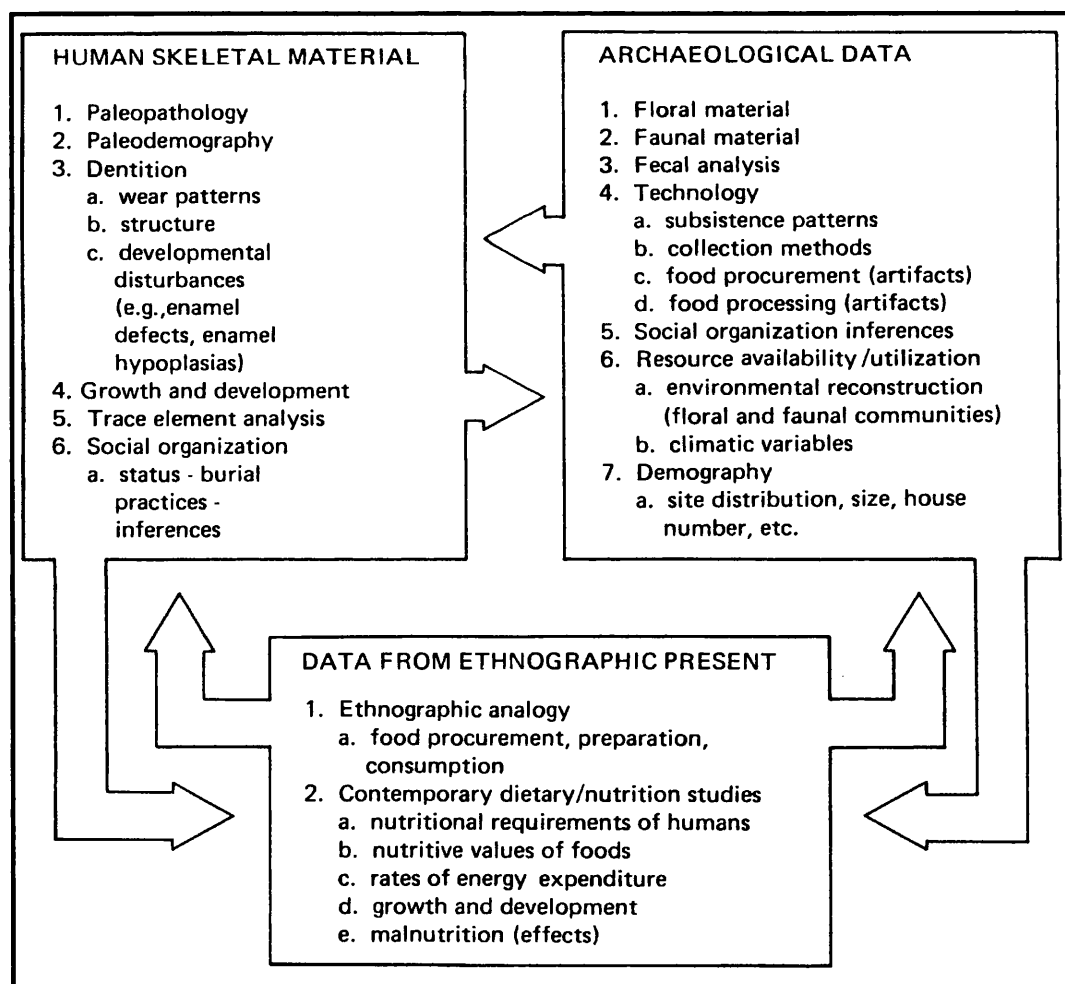 HUMAN SKELETAL MATERIAL
1. Paleopathology
2. Paleodemography
3. Dentition
a. wear patterns
b. structure
c. developmental
disturbances
(e.g.,enamel
defects, enamel
hypoplasias)
4. Growth and development
5. Trace element analysis
6. Social organization
a. status - burial
practices -
inferences
ARCHAEOLOGICAL DATA
1. Floral material
2. Faunal material
3. Fecal analysis
4. Technology
a. subsistence patterns
b. collection methods
c. food procurement (artifacts)
d. food processing (artifacts)
5. Social organization inferences
6. Resource availability/utilization
a. environmental reconstruction
(floral and faunal communities)
b. climatic variables
7. Demography
a. site distribution, size, house
number, etc.
DATA FROM ETHNOGRAPHIC PRESENT
1. Ethnographic analogy
a. food procurement, preparation,
consumption
2. Contemporary dietary/nutrition studies
a. nutritional requirements of humans
b. nutritive values of foods
c. rates of energy expenditure
d. growth and development
e. malnutrition (effects)